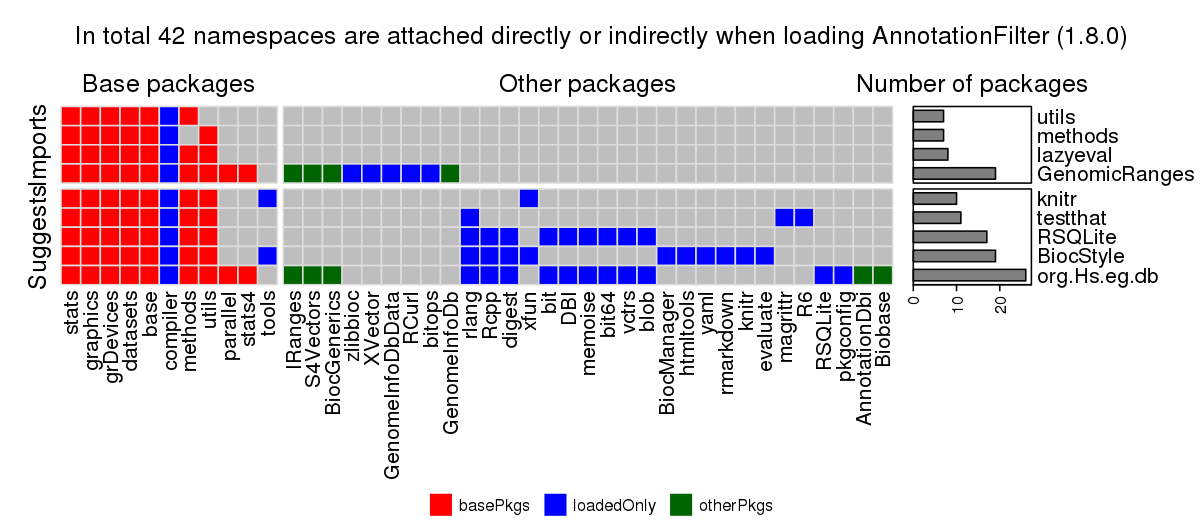 In total 42 namespaces are attached directly or indirectly when loading AnnotationFilter (1.8.0)
Base packages
Other packages
Number of packages
Imports
Suggests
utils
methods
lazyeval
GenomicRanges
knitr
testthat
RSQLite
BiocStyle
org.Hs.eg.db
0
10
20
stats
graphics
grDevices
datasets
base
compiler
methods
utils
parallel
stats4
tools
IRanges
S4Vectors
BiocGenerics
zlibbioc
XVector
GenomeInfoDbData
RCurl
bitops
GenomeInfoDb
rlang
Rcpp
digest
xfun
bit
DBI
memoise
bit64
vctrs
blob
BiocManager
htmltools
yaml
rmarkdown
knitr
evaluate
magrittr
R6
RSQLite
pkgconfig
AnnotationDbi
Biobase
basePkgs
loadedOnly
otherPkgs